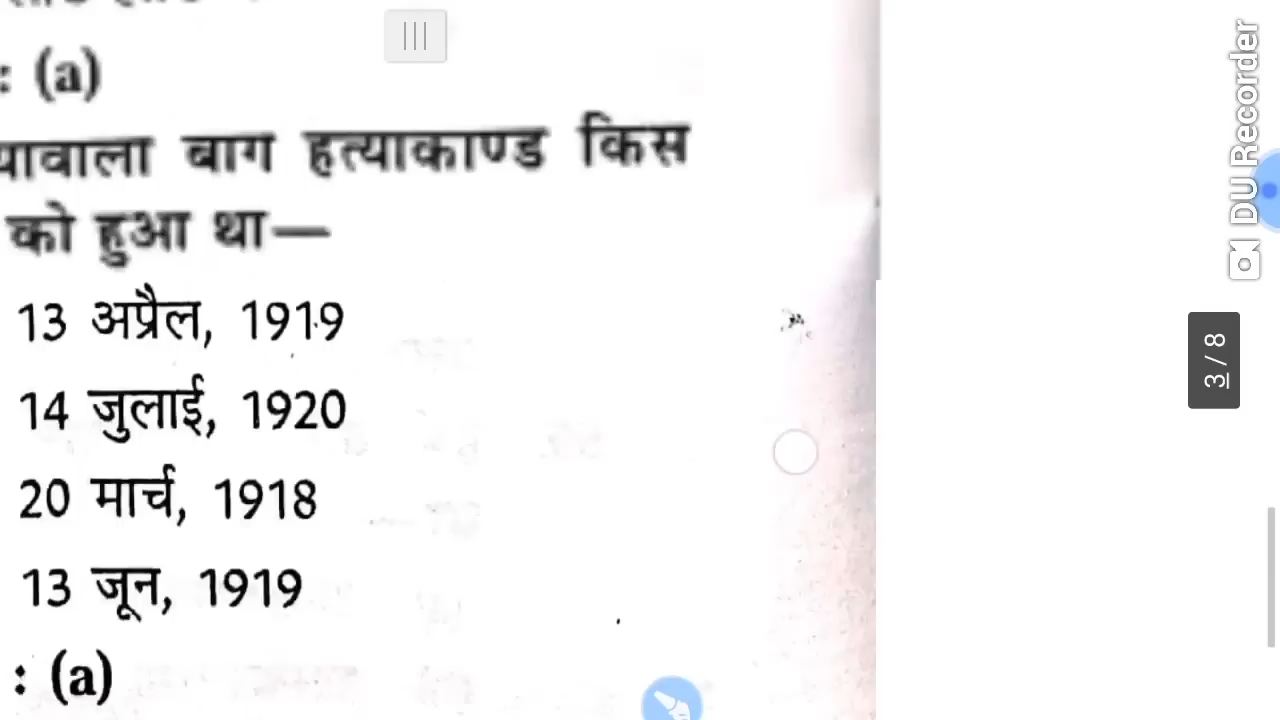 : (a)
बाग हत्याकाण्ड किस
को हुआ था—
13 अप्रैल, 1919
14 जुलाई, 1920
20 मार्च, 1918
13 जून, 1919
: (a)
DU Recorder
3 / 8